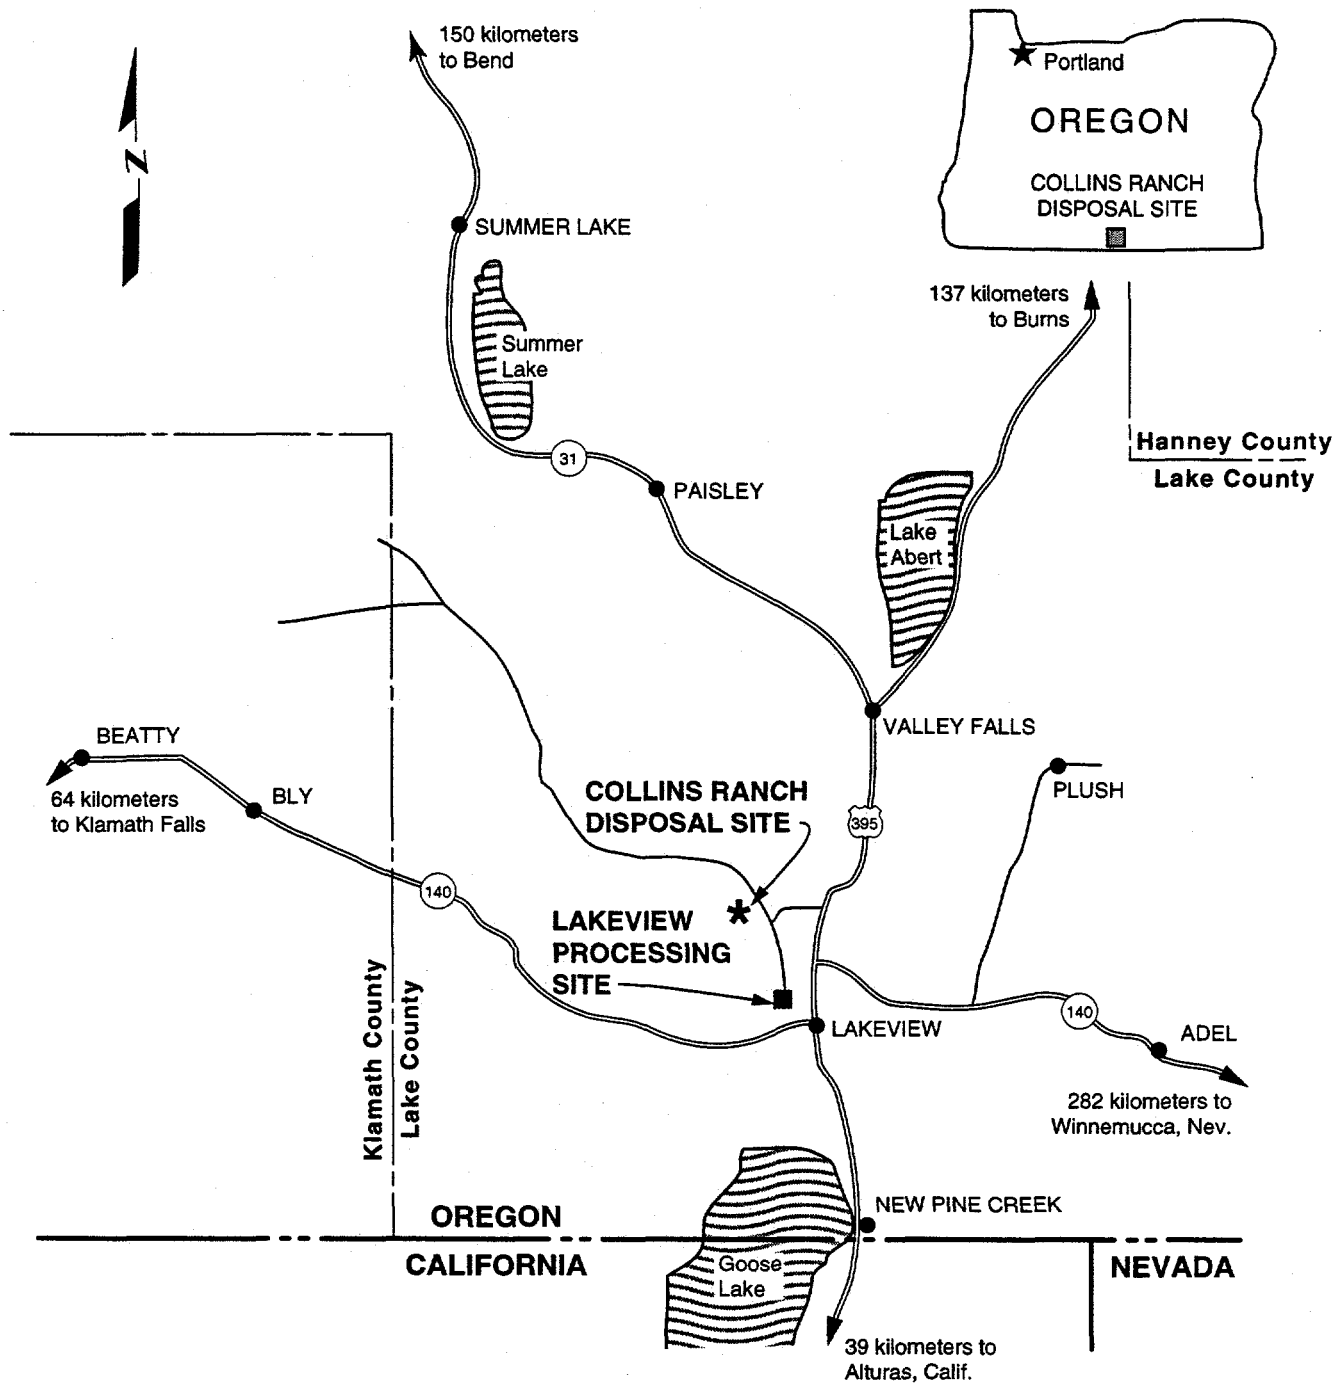 150 kilometers
to Bend
Portland
OREGON
COLLINS RANCH
DISPOSAL SITE
N
SUMMER LAKE
137 kilometers
to Burns
Summer
Lake
31
PAISLEY
Hanney County
Lake County
Lake
Abert
VALLEY FALLS
BEATTY
64 kilometers
to Klamath Falls
BLY
COLLINS RANCH
DISPOSAL SITE
395
PLUSH
140
LAKEVIEW
PROCESSING
SITE
Klamath County
Lake County
LAKEVIEW
140
ADEL
282 kilometers to
Winnemucca, Nev.
NEW PINE CREEK
OREGON
CALIFORNIA
Goose
Lake
NEVADA
39 kilometers to
Alturas, Calif.